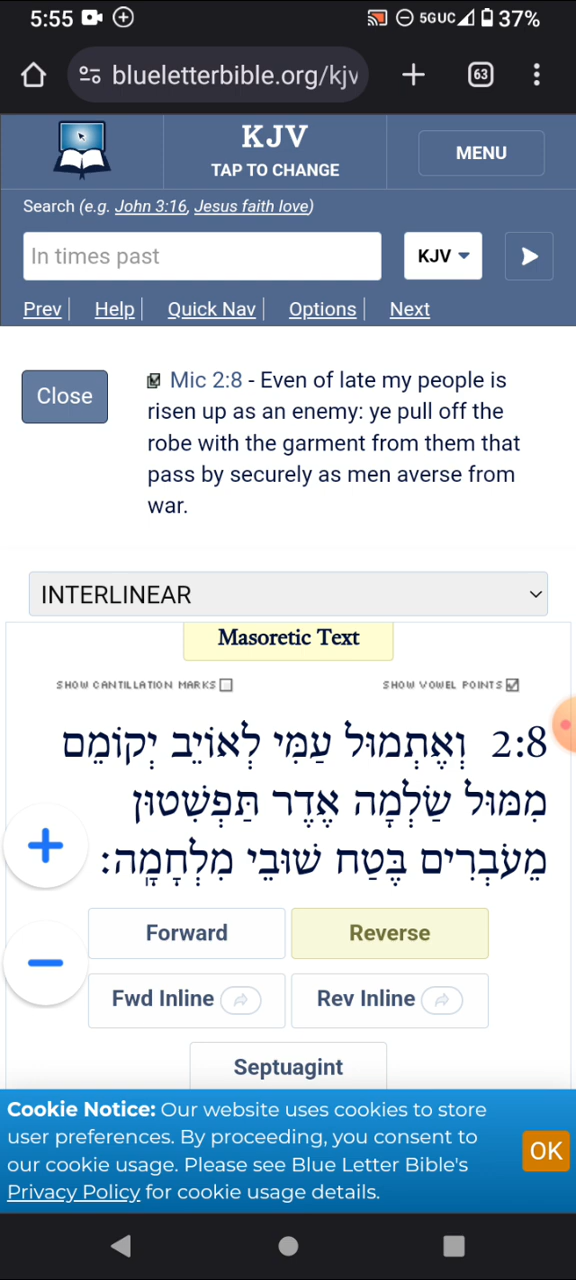 5:55
5GUC 37%
blueletterbible.org/kjv
63
KJV
TAP TO CHANGE
MENU
Search (e.g. John 3:16, Jesus faith love)
In times past
KJV
Prev Help Quick Nav Options Next
Close
Mic 2:8 - Even of late my people is
risen up as an enemy: ye pull off the
robe with the garment from them that
pass by securely as men averse from
war.
INTERLINEAR
Masoretic Text
SHOW CANTILLATION MARKS
SHOW VOWEL POINTS
2:8 וְאֶתְמוּל עַמִּי לְאוֹיֵב יְקוֹמֵם
מִמּוּל שַׂלְמָה אֶדֶר תַּפְשִׁטוּן
מֵעֹבְרִים בֶּטַח שׁוּבֵי מִלְחָמָֽה׃
Forward Reverse
Fwd Inline Rev Inline
Septuagint
Cookie Notice: Our website uses cookies to store
user preferences. By proceeding, you consent to
our cookie usage. Please see Blue Letter Bible's
Privacy Policy for cookie usage details.
OK